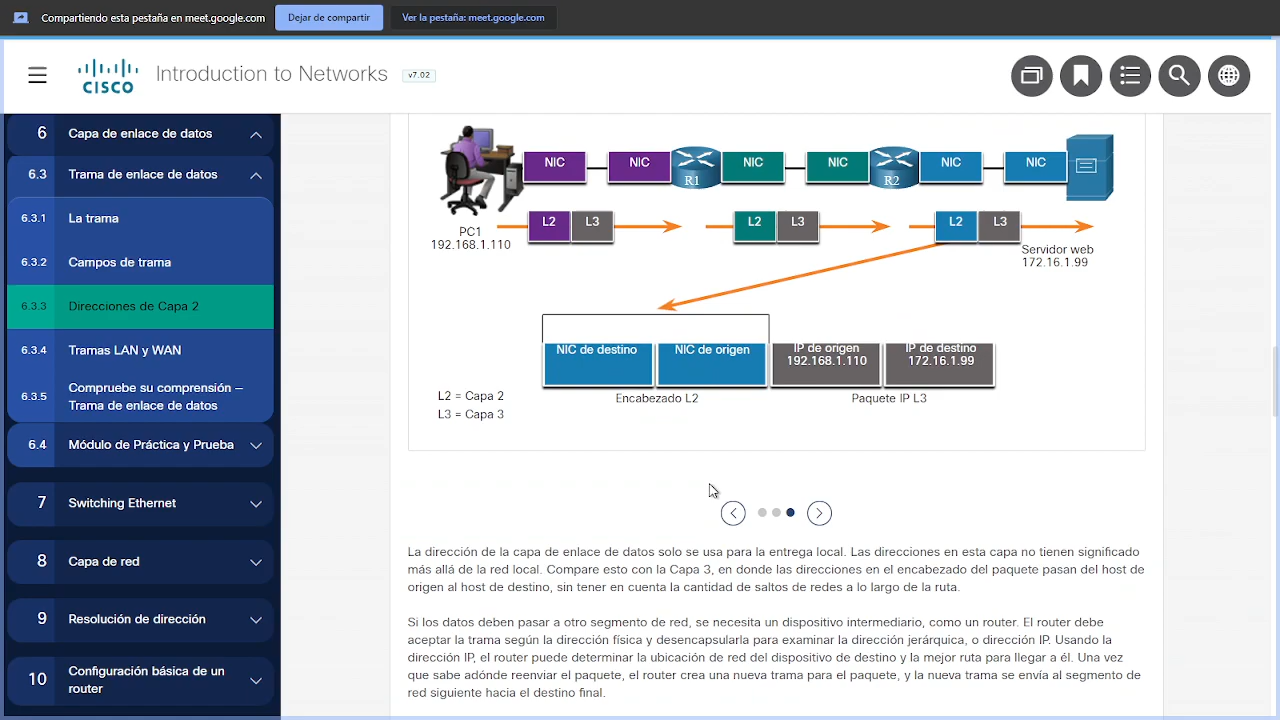 Compartiendo esta pestaña en meet.google.com
Dejar de compartir
Ver la pestaña: meet.google.com
CISCO
Introduction to Networks
v7.02
6 Capa de enlace de datos
6.3 Trama de enlace de datos
6.3.1 La trama
6.3.2 Campos de trama
6.3.3 Direcciones de Capa 2
6.3.4 Tramas LAN y WAN
6.3.5 Compruebe su comprensión –
Trama de enlace de datos
6.4 Módulo de Práctica y Prueba
7 Switching Ethernet
8 Capa de red
9 Resolución de dirección
10 Configuración básica de un
router
NIC NIC R1 NIC NIC R2 NIC NIC
L2 L3 L2 L3 L2 L3
PC1
192.168.1.110
Servidor web
172.16.1.99
NIC de destino
NIC de origen
IP de origen
192.168.1.110
IP de destino
172.16.1.99
L2 = Capa 2
L3 = Capa 3
Encabezado L2
Paquete IP L3
La dirección de la capa de enlace de datos solo se usa para la entrega local. Las direcciones en esta capa no tienen significado
más allá de la red local. Compare esto con la Capa 3, en donde las direcciones en el encabezado del paquete pasan del host de
origen al host de destino, sin tener en cuenta la cantidad de saltos de redes a lo largo de la ruta.
Si los datos deben pasar a otro segmento de red, se necesita un dispositivo intermediario, como un router. El router debe
aceptar la trama según la dirección física y desencapsularla para examinar la dirección jerárquica, o dirección IP. Usando la
dirección IP, el router puede determinar la ubicación de red del dispositivo de destino y la mejor ruta para llegar a él. Una vez
que sabe adónde reenviar el paquete, el router crea una nueva trama para el paquete, y la nueva trama se envía al segmento de
red siguiente hacia el destino final.